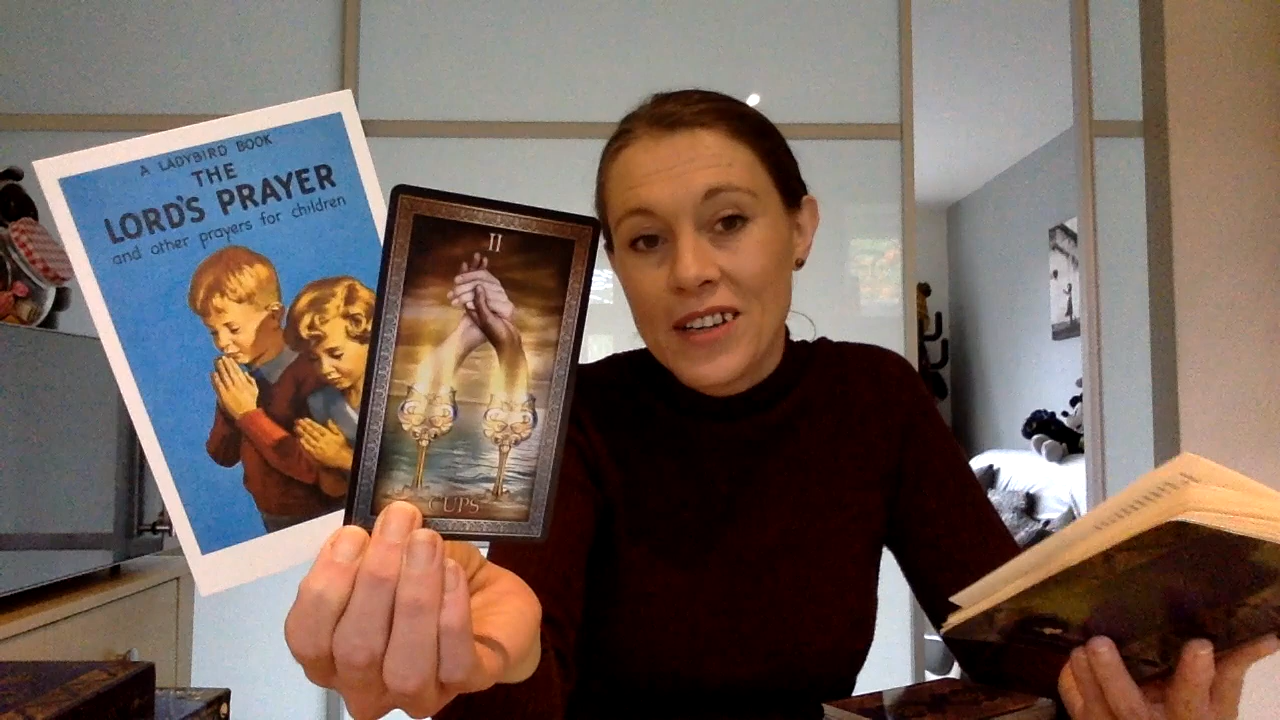 A LADYBIRD BOOK
THE
LORD'S PRAYER
and other prayers for children
II
CUPS